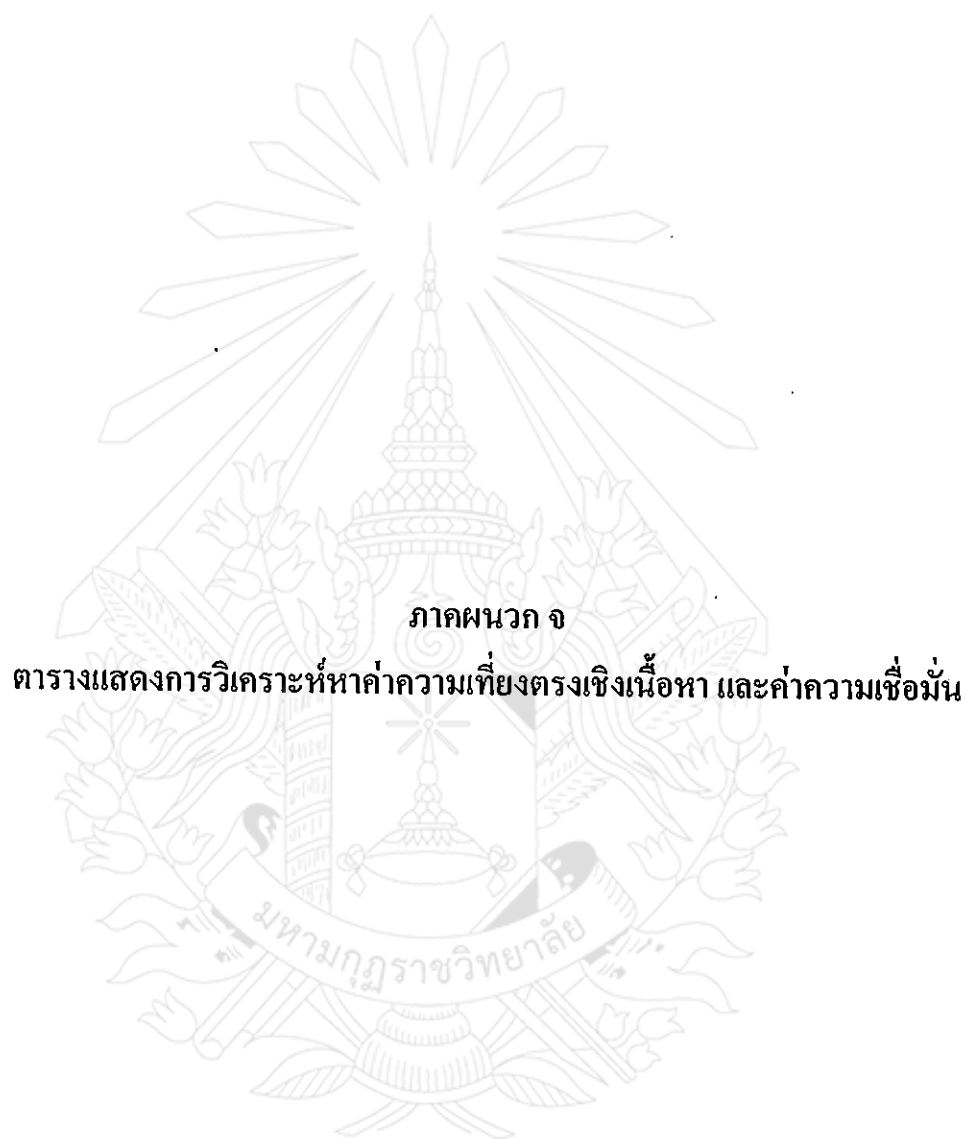 ภาคผนวก จ
ตารางแสดงการวิเคราะห์หาค่าความเที่ยงตรงเชิงเนื้อหา และค่าความเชื่อมั่น
มหามกุฏราชวิทยาลัย